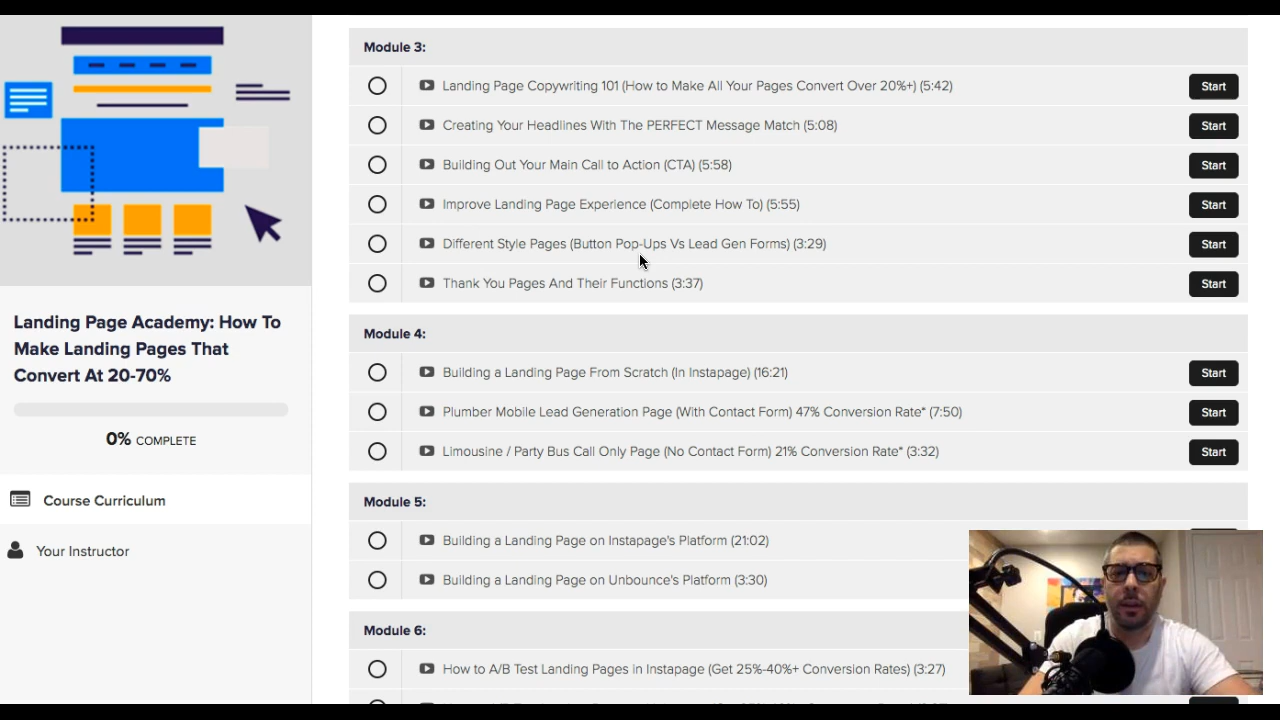 Landing Page Academy: How To
Make Landing Pages That
Convert At 20-70%
0% COMPLETE
Course Curriculum
Your Instructor
Module 3:
Landing Page Copywriting 101 (How to Make All Your Pages Convert Over 20%+) (5:42)
Start
Creating Your Headlines With The PERFECT Message Match (5:08)
Start
Building Out Your Main Call to Action (CTA) (5:58)
Start
Improve Landing Page Experience (Complete How To) (5:55)
Start
Different Style Pages (Button Pop-Ups Vs Lead Gen Forms) (3:29)
Start
Thank You Pages And Their Functions (3:37)
Start
Module 4:
Building a Landing Page From Scratch (In Instapage) (16:21)
Start
Plumber Mobile Lead Generation Page (With Contact Form) 47% Conversion Rate* (7:50)
Start
Limousine / Party Bus Call Only Page (No Contact Form) 21% Conversion Rate* (3:32)
Start
Module 5:
Building a Landing Page on Instapage's Platform (21:02)
Building a Landing Page on Unbounce's Platform (3:30)
Module 6:
How to A/B Test Landing Pages in Instapage (Get 25%-40%+ Conversion Rates) (3:27)